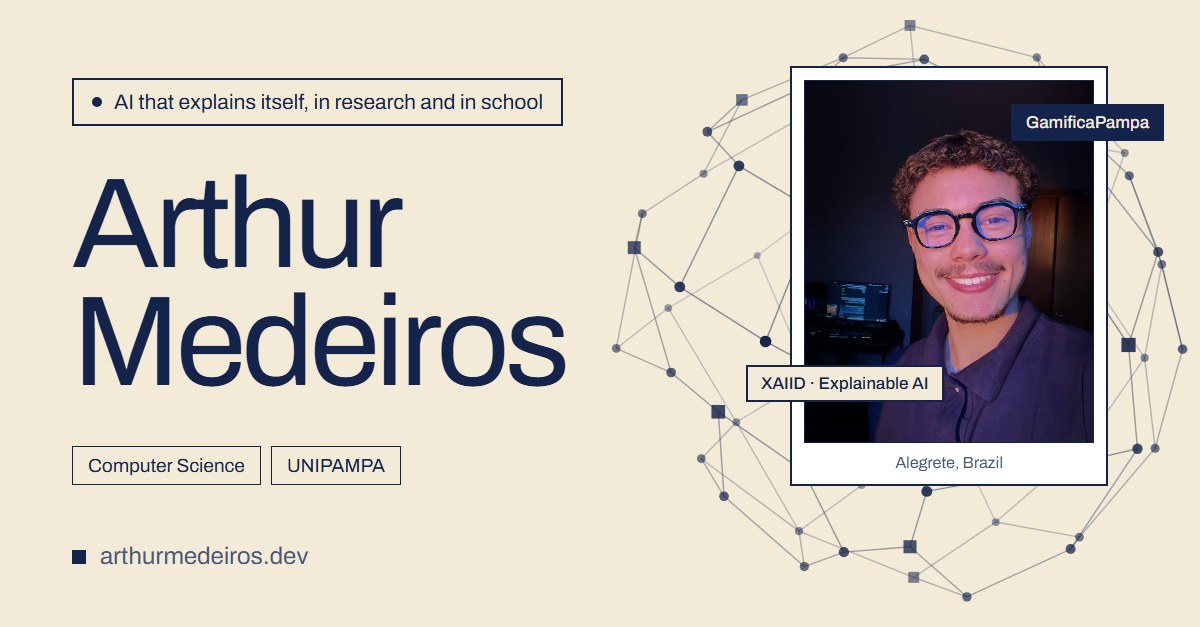 AI that explains itself, in research and in school
Arthur
Medeiros
Computer Science
UNIPAMPA
arthurmedeiros.dev
GamificaPampa
XAIID · Explainable AI
Alegrete, Brazil